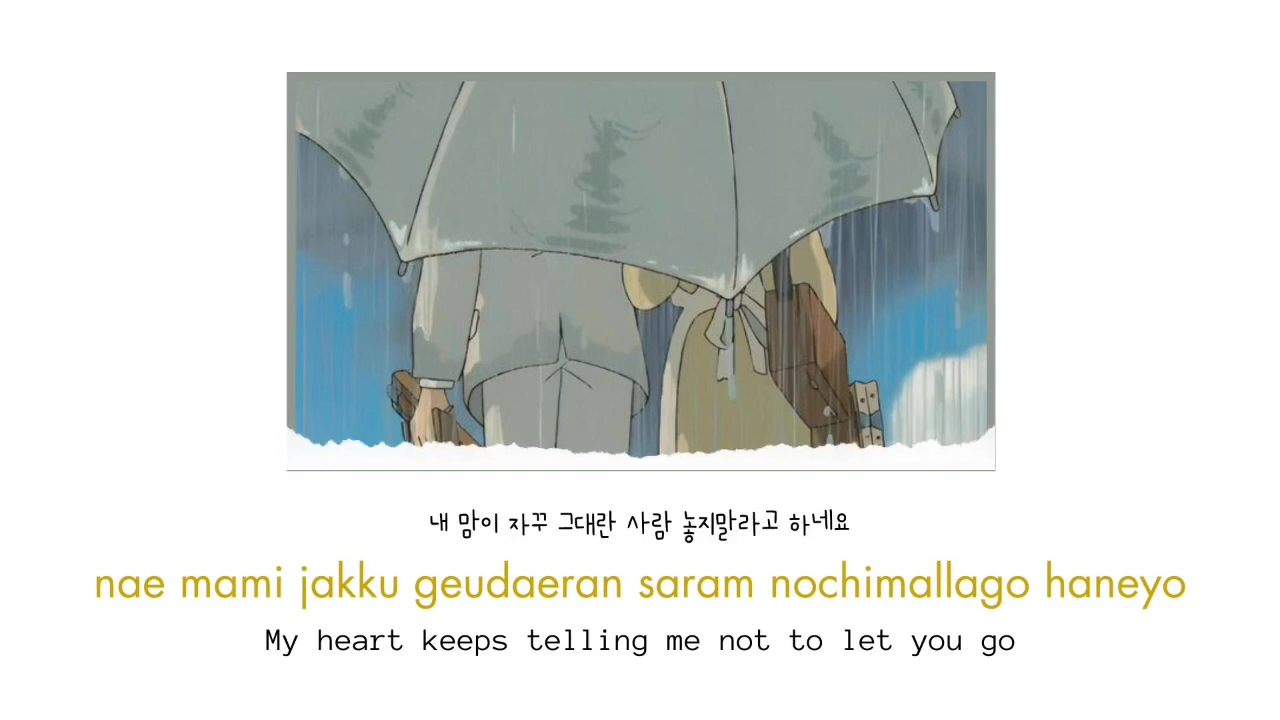 내 맘이 자꾸 그대란 사람 놓지말라고 하네요
nae mami jakku geudaeran saram nochimallago haneyo
My heart keeps telling me not to let you go